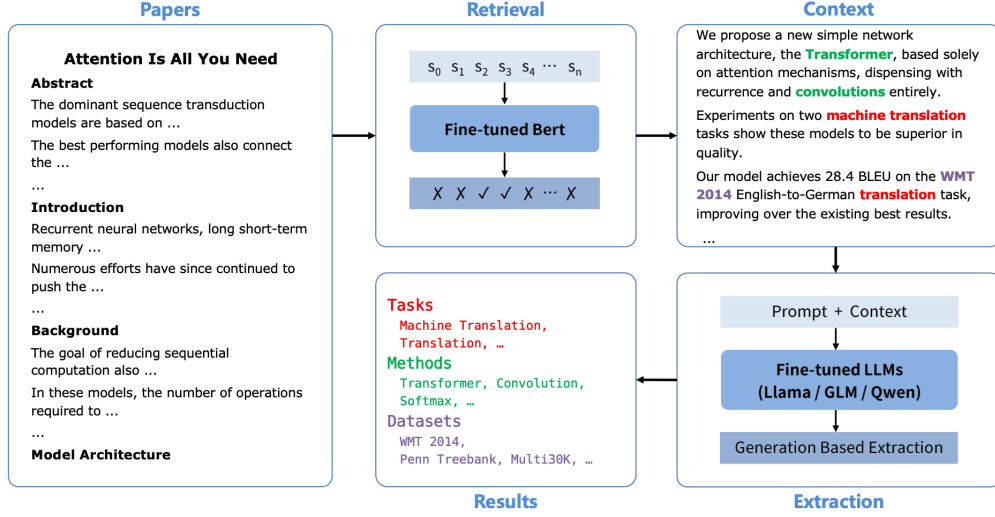 Papers
Attention Is All You Need
Abstract
The dominant sequence transduction
models are based on ...
The best performing models also connect
the ...
...
Introduction
Recurrent neural networks, long short-term
memory ...
Numerous efforts have since continued to
push the ...
...
Background
The goal of reducing sequential
computation also ...
In these models, the number of operations
required to ...
...
Model Architecture
Retrieval
s0 s1 s2 s3 s4 ... sn
Fine-tuned Bert
✗ ✗ ✓ ✓ ✗ ... ✗
Context
We propose a new simple network
architecture, the Transformer, based solely
on attention mechanisms, dispensing with
recurrence and convolutions entirely.
Experiments on two machine translation
tasks show these models to be superior in
quality.
Our model achieves 28.4 BLEU on the WMT
2014 English-to-German translation task,
improving over the existing best results.
...
Prompt + Context
Fine-tuned LLMs
(Llama / GLM / Qwen)
Generation Based Extraction
Extraction
Tasks
Machine Translation,
Translation, ...
Methods
Transformer, Convolution,
Softmax, ...
Datasets
WMT 2014,
Penn Treebank, Multi30K, ...
Results